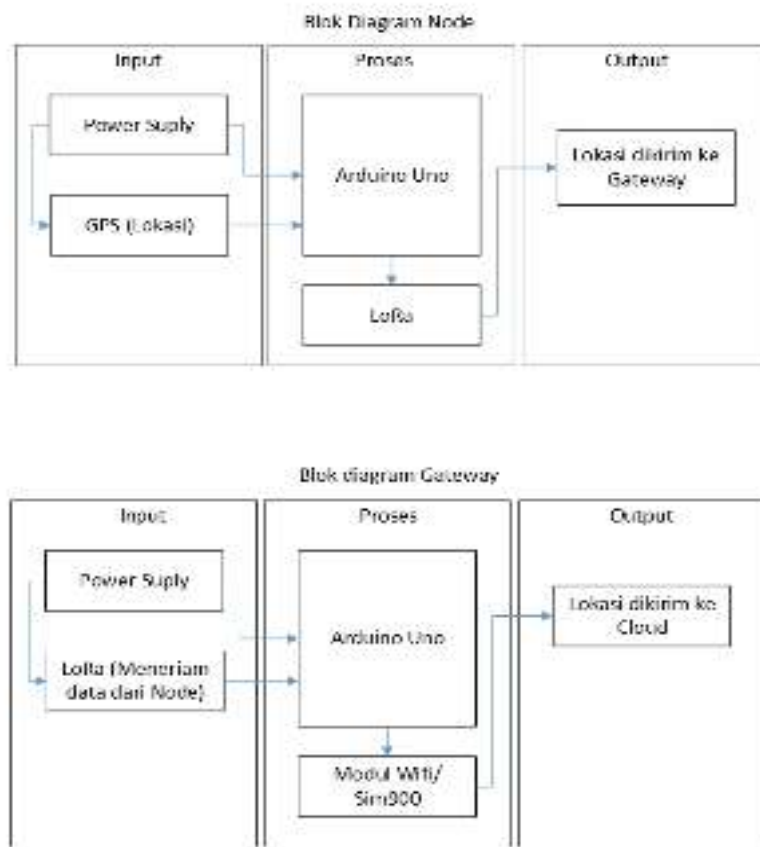 Blok Diagram Node
Input
Proses
Output
Power Suply
GPS (Lokasi)
Arduino Uno
LoRa
Lokasi dikirim ke
Gateway
Blok diagram Gateway
Input
Proses
Output
Power Suply
LoRa (Meneriam
data dari Node)
Arduino Uno
Modul Wifi/
Sim900
Lokasi dikirim ke
Cloud